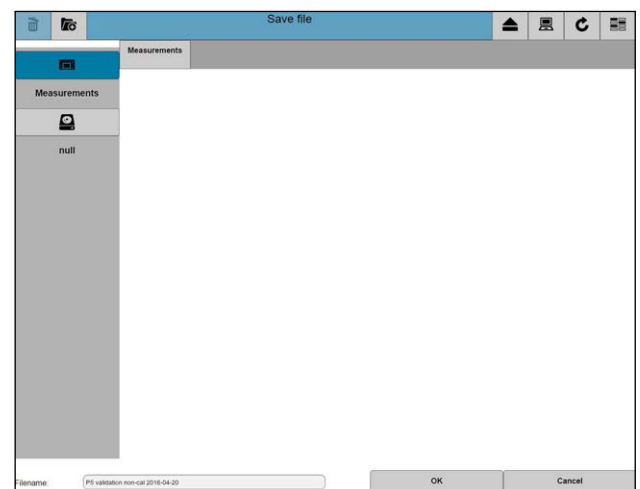 Save file
Measurements
Measurements
null
Filename:
P5 validation non-cal 2016-04-20
OK
Cancel